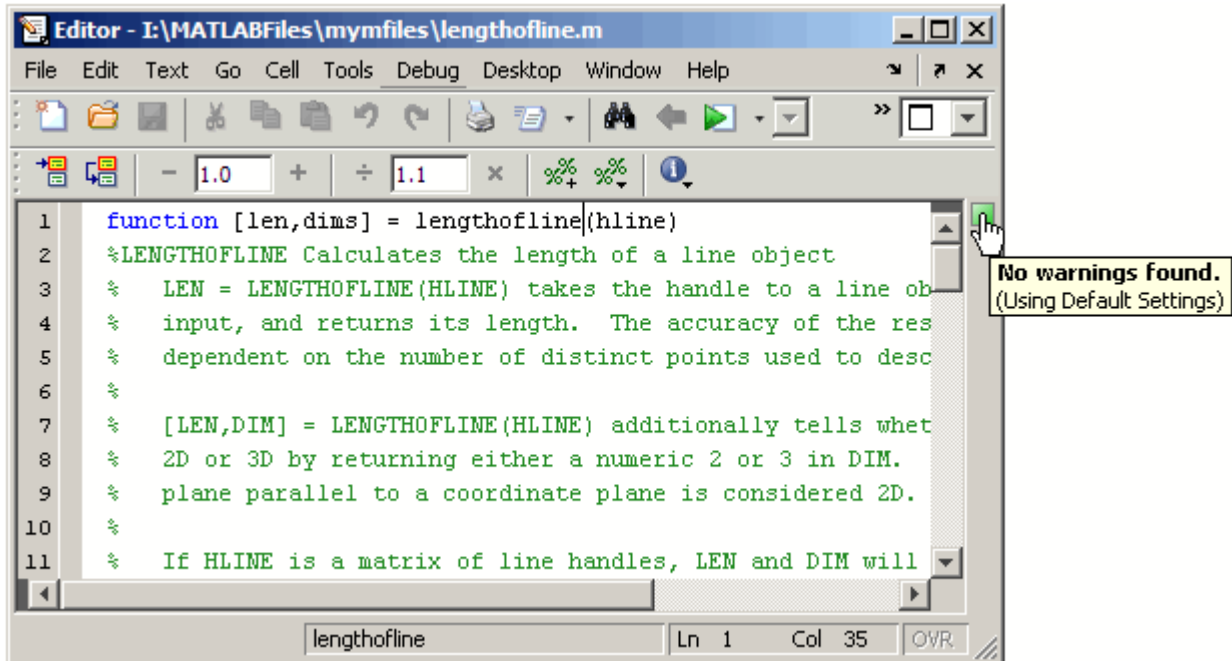 Editor - I:\MATLABFiles\mymfiles\lengthofline.m
File Edit Text Go Cell Tools Debug Desktop Window Help
1.0 1.1
1 function [len,dims] = lengthofline(hline)
2 %LENGTHOFLINE Calculates the length of a line object
3 % LEN = LENGTHOFLINE(HLINE) takes the handle to a line ob
4 % input, and returns its length. The accuracy of the res
5 % dependent on the number of distinct points used to desc
6 %
7 % [LEN,DIM] = LENGTHOFLINE(HLINE) additionally tells whet
8 % 2D or 3D by returning either a numeric 2 or 3 in DIM.
9 % plane parallel to a coordinate plane is considered 2D.
10 %
11 % If HLINE is a matrix of line handles, LEN and DIM will
No warnings found.
(Using Default Settings)
lengthofline Ln 1 Col 35 OVR